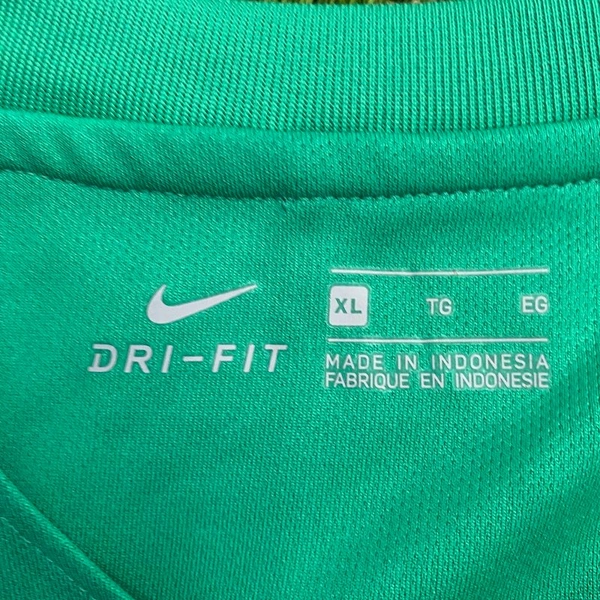 DRI-FIT
XL TG EG
MADE IN INDONESIA
FABRIQUE EN INDONESIE